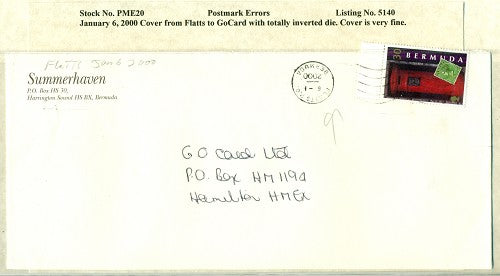 Stock No. PME20 Postmark Errors Listing No. 5140
January 6, 2000 Cover from Flatts to GoCard with totally inverted die. Cover is very fine.
Flatts Jan 6 2000
Summerhaven
P.O. Box HS 30,
Harrington Sound HS BX, Bermuda
30 BERMUDA
0002
GO Card Ltd
P.O. Box HM 1194
Hamilton HMEX